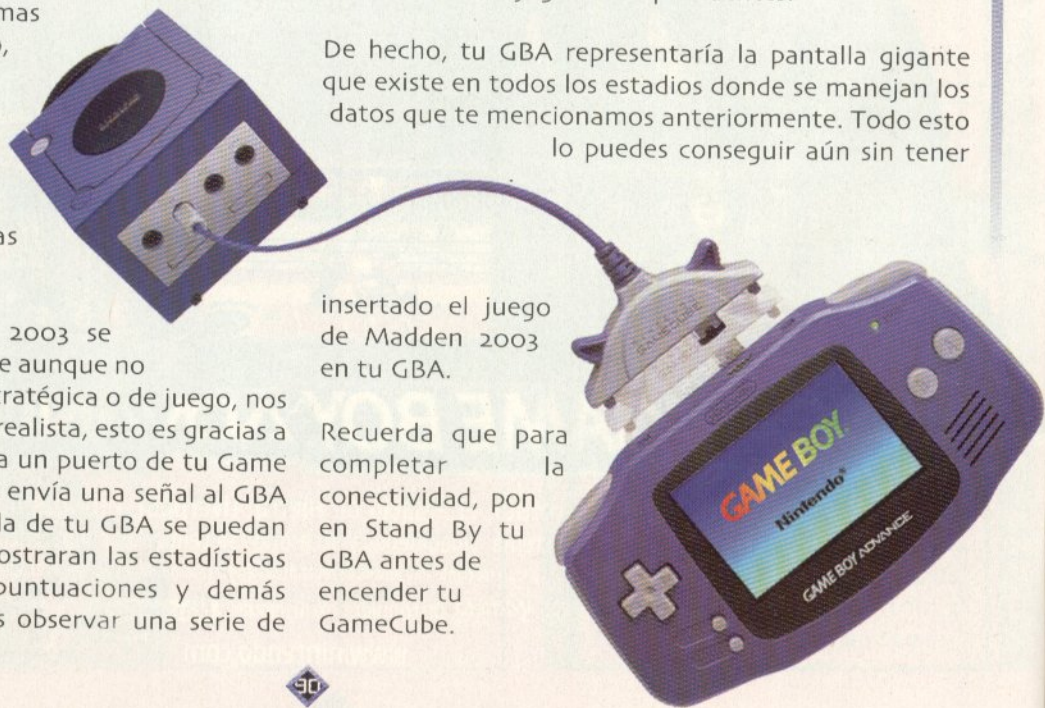 mas
De hecho, tu GBA representaría la pantalla gigante
que existe en todos los estadios donde se manejan los
datos que te mencionamos anteriormente. Todo esto
lo puedes conseguir aún sin tener
as
2003 se
e aunque no
tratégica o de juego, nos
realista, esto es gracias a
a un puerto de tu Game
envía una señal al GBA
la de tu GBA se puedan
ostraran las estadísticas
puntuaciones y demás
s observar una serie de
insertado el juego
de Madden 2003
en tu GBA.
Recuerda que para
completar la
conectividad, pon
en Stand By tu
GBA antes de
encender tu
GameCube.
GAME BOY
Nintendo®
GAME BOY ADVANCE
90